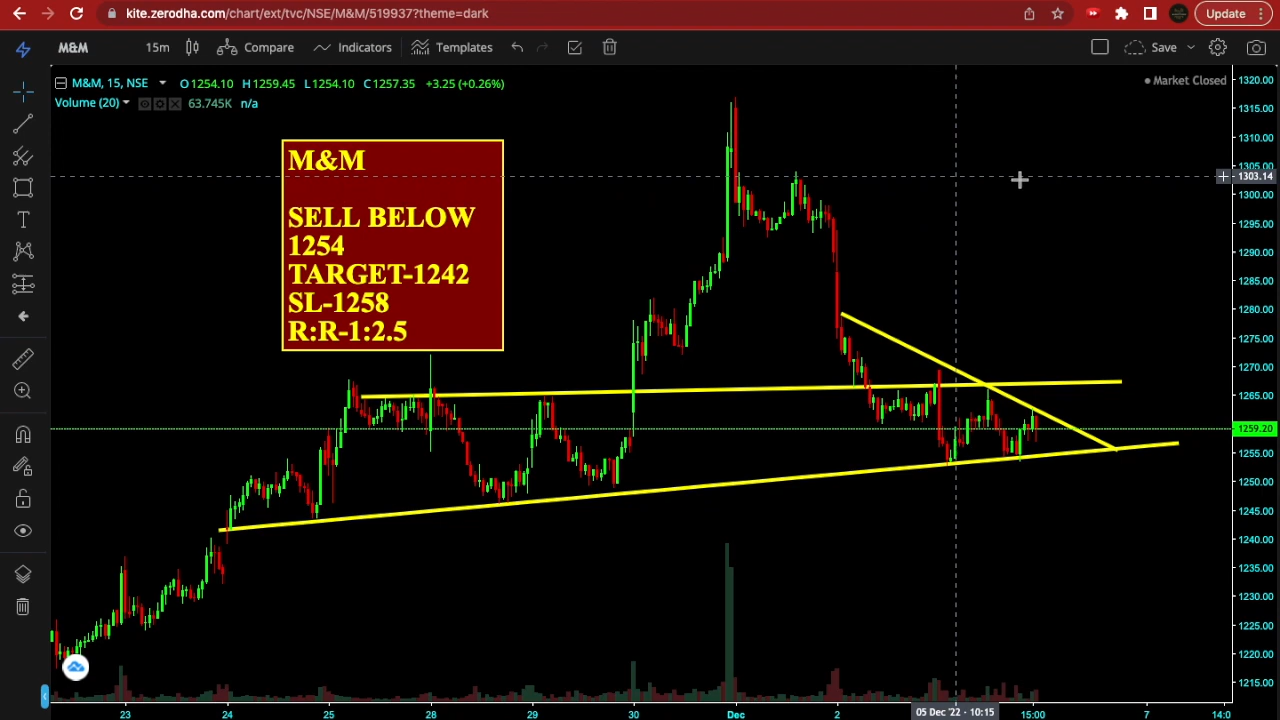 kite.zerodha.com/chart/ext/tvc/NSE/M&M/519937?theme=dark
Update
M&M 15m Compare Indicators Templates Save
M&M, 15, NSE O1254.10 H1259.45 L1254.10 C1257.35 +3.25 (+0.26%)
Market Closed
Volume (20) 63.745K n/a
M&M
SELL BELOW
1254
TARGET-1242
SL-1258
R:R-1:2.5
1320.00
1315.00
1310.00
1305.00
1303.14
1300.00
1295.00
1290.00
1285.00
1280.00
1275.00
1270.00
1265.00
1259.20
1255.00
1250.00
1245.00
1240.00
1235.00
1230.00
1225.00
1220.00
1215.00
23 24 25 28 29 30 Dec 2 05 Dec '22 - 10:15 15:00 7 14:0